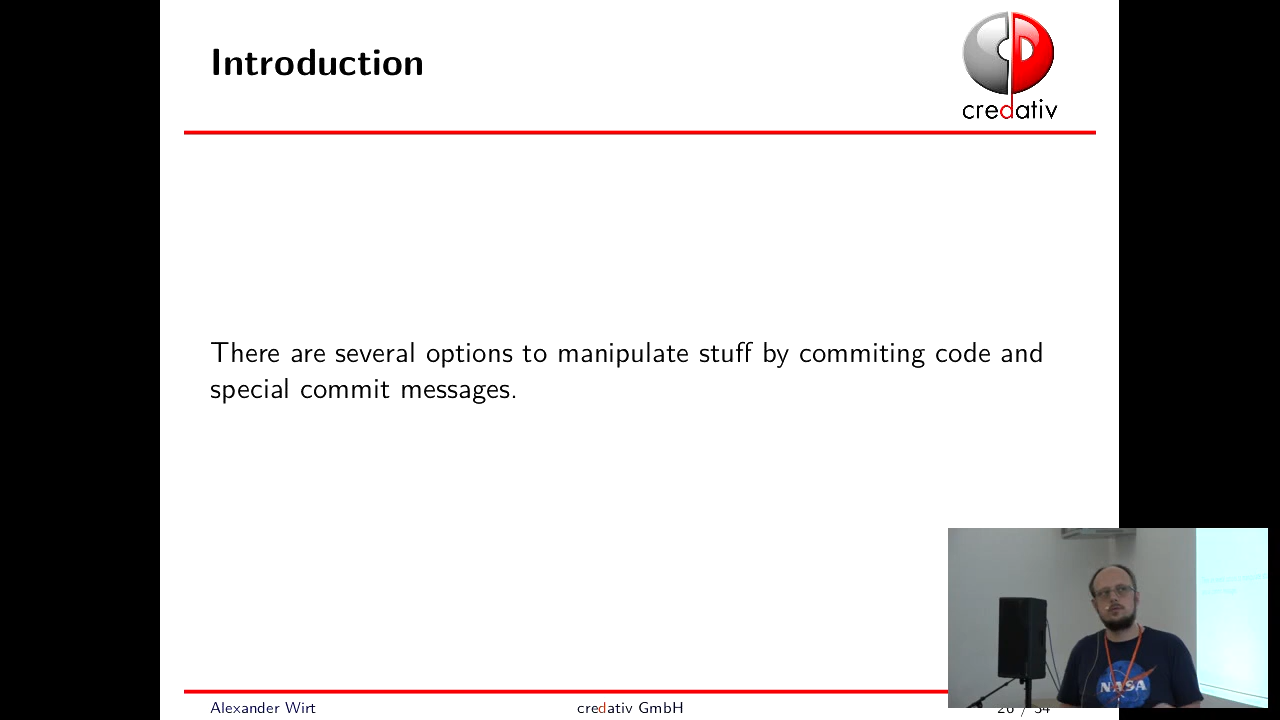 Introduction
credativ
There are several options to manipulate stuff by commiting code and
special commit messages.
NASA
Alexander Wirt
credativ GmbH